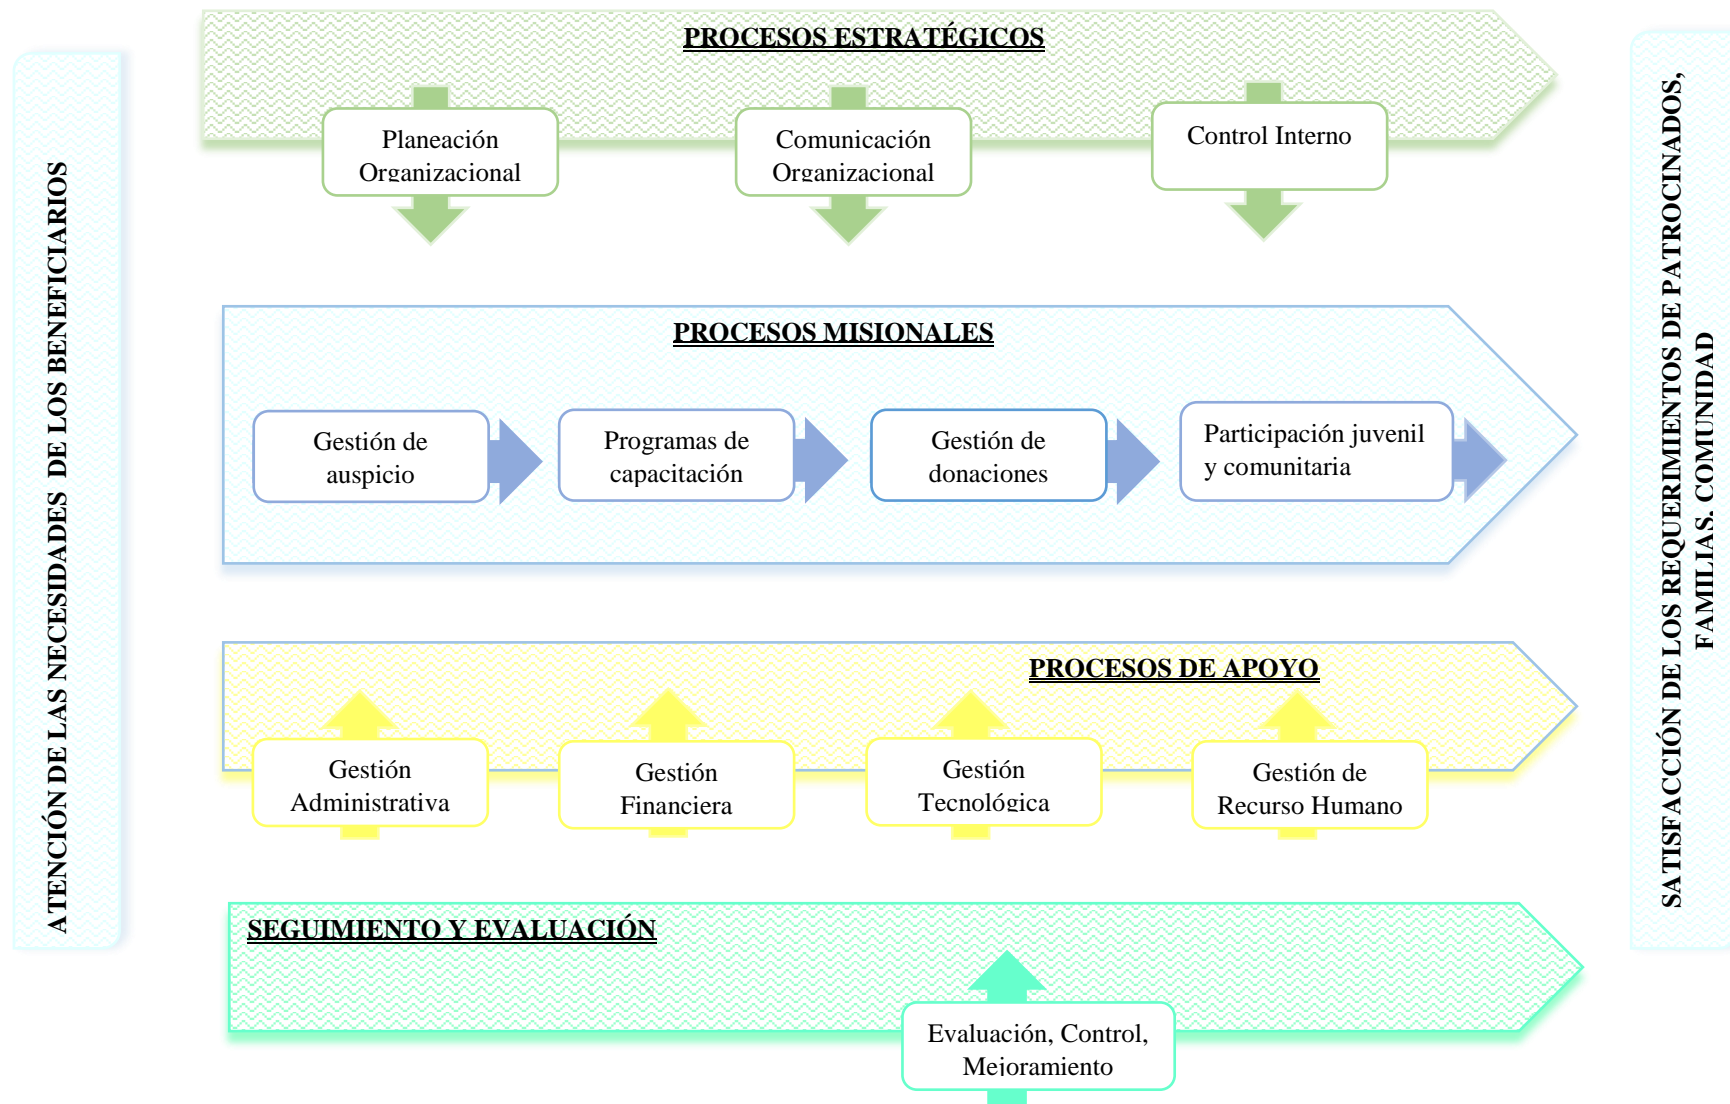 PROCESOS ESTRATÉGICOS
Planeación
Organizacional
Comunicación
Organizacional
Control Interno
ATENCIÓN DE LAS NECESIDADES DE LOS BENEFICIARIOS
PROCESOS MISIONALES
Gestión de
auspicio
Programas de
capacitación
Gestión de
donaciones
Participación juvenil
y comunitaria
PROCESOS DE APOYO
Gestión
Administrativa
Gestión
Financiera
Gestión
Tecnológica
Gestión de
Recurso Humano
SEGUIMIENTO Y EVALUACIÓN
Evaluación, Control,
Mejoramiento
SATISFACCCIÓN DE LOS REQUERIMIENTOS DE PATROCINADOS,
FAMILIAS, COMUNIDAD